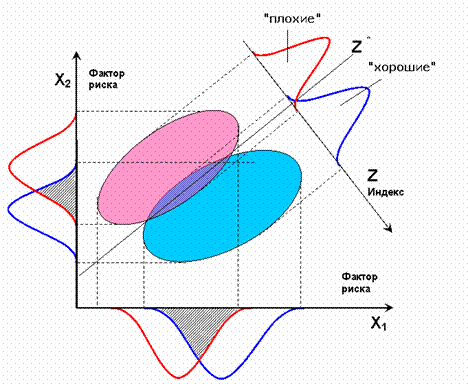 "плохие"
Z*
X₂
Фактор
риска
"хорошие"
Z
Индекс
Фактор
риска
X₁